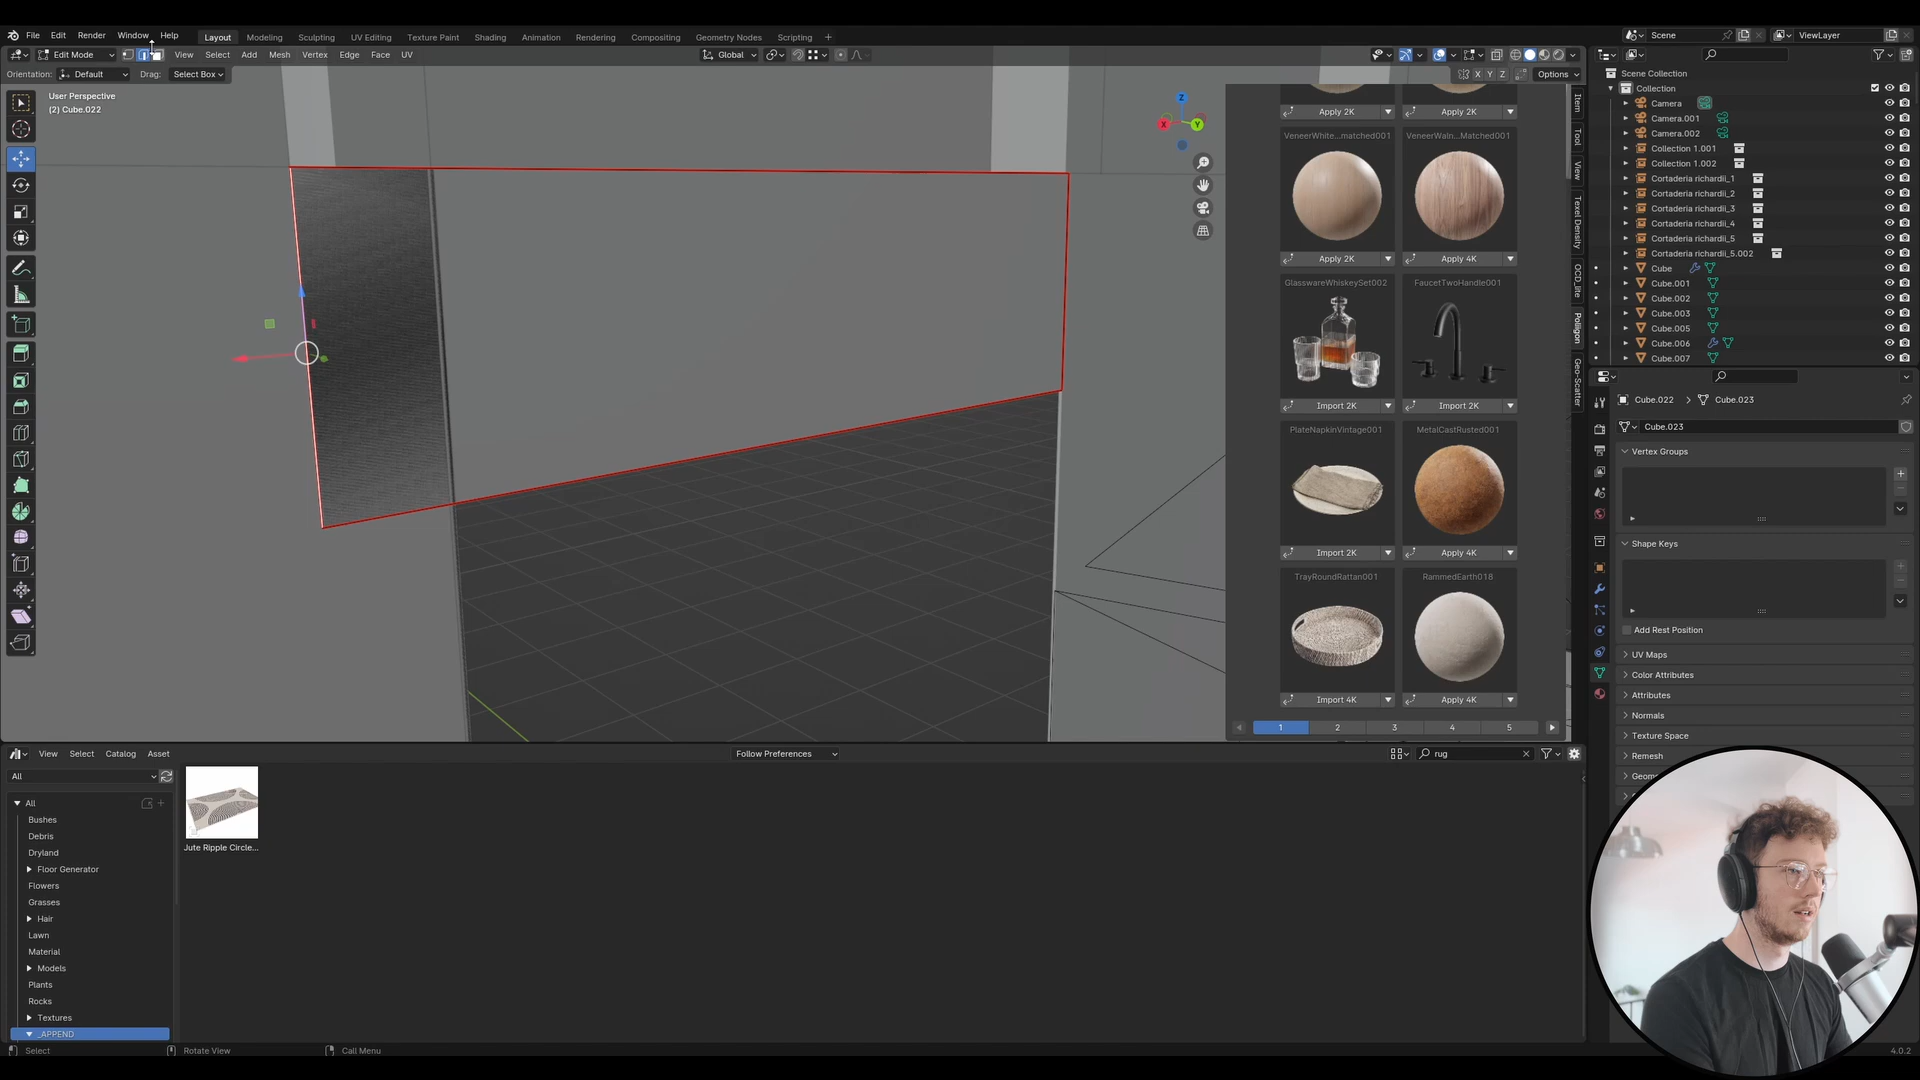 File Edit Render Window Help Layout Modeling Sculpting UV Editing Texture Paint Shading Animation Rendering Compositing Geometry Nodes Scripting + Scene ViewLayer
Edit Mode View Select Add Mesh Vertex Edge Face UV Global
Orientation: Default Drag: Select Box X Y Z Options
User Perspective
(2) Cube.022
Z
X
Y
Apply 2K Apply 2K
VeneerWhite...matched001 VeneerWaln...Matched001
Apply 2K Apply 4K
GlasswareWhiskeySet002 FaucetTwoHandle001
Import 2K Import 2K
PlateNapkinVintage001 MetalCastRusted001
Import 2K Apply 4K
TrayRoundRattan001 RammedEarth018
Import 4K Apply 4K
1 2 3 4 5
Item
Tool
View
Texel Density
OCD_lite
Poliigon
Geo-Scatter
Scene Collection
Collection
Camera
Camera.001
Camera.002
Collection 1.001
Collection 1.002
Cortaderia richardii_1
Cortaderia richardii_2
Cortaderia richardii_3
Cortaderia richardii_4
Cortaderia richardii_5
Cortaderia richardii_5.002
Cube
Cube.001
Cube.002
Cube.003
Cube.005
Cube.006
Cube.007
Cube.022 Cube.023
Cube.023
Vertex Groups
Shape Keys
Add Rest Position
UV Maps
Color Attributes
Attributes
Normals
Texture Space
Remesh
View Select Catalog Asset Follow Preferences rug
All
All
Bushes
Debris
Dryland
Floor Generator
Flowers
Grasses
Hair
Lawn
Material
Models
Plants
Rocks
Textures
_APPEND
Jute Ripple Circle...
Select Rotate View Call Menu 4.0.2